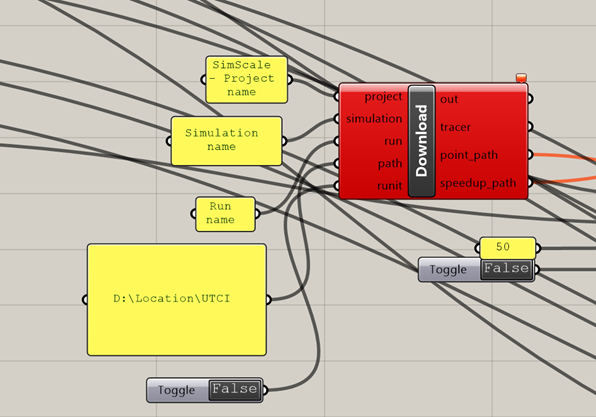 SimScale
- Project
name
Simulation
name
Run
name
D:\Location\UTCI
Toggle False
project
simulation
run
path
runit
Download
out
tracer
point_path
speedup_path
50
Toggle False